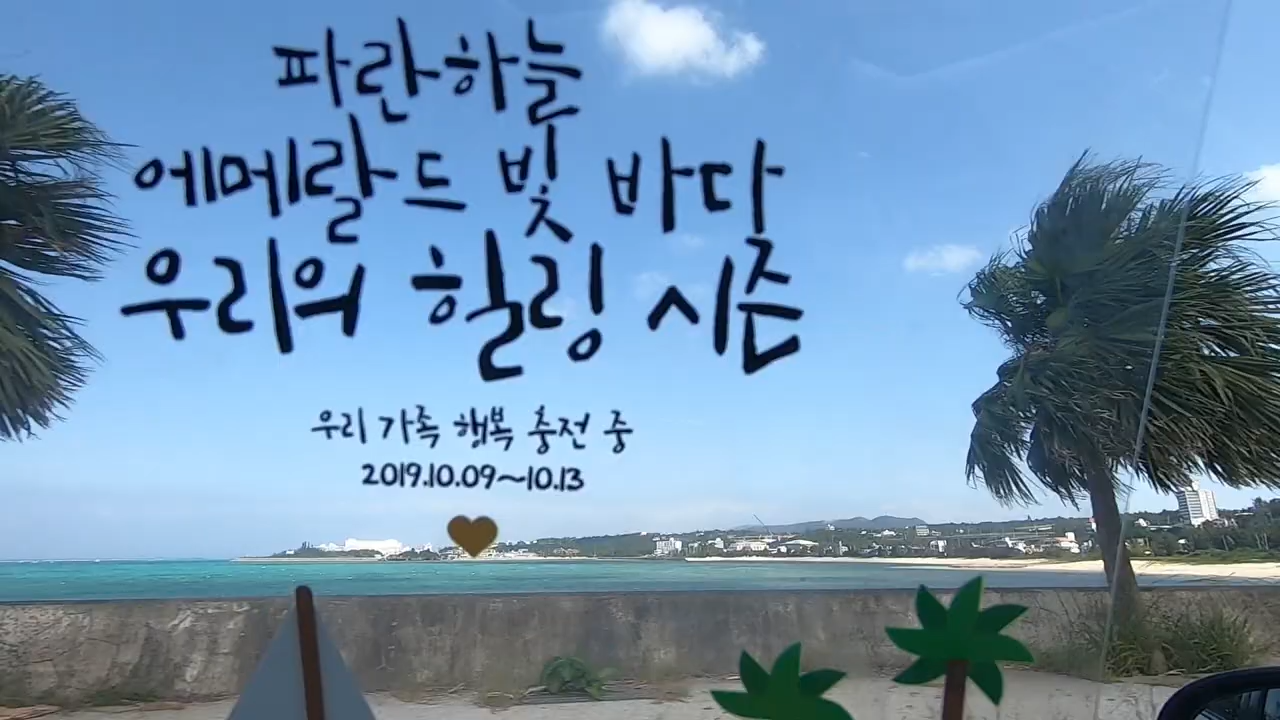 파란하늘
에메랄드 빛 바다
우리의 힐링 시즌
우리 가족 행복 충전 중
2019.10.09~10.13